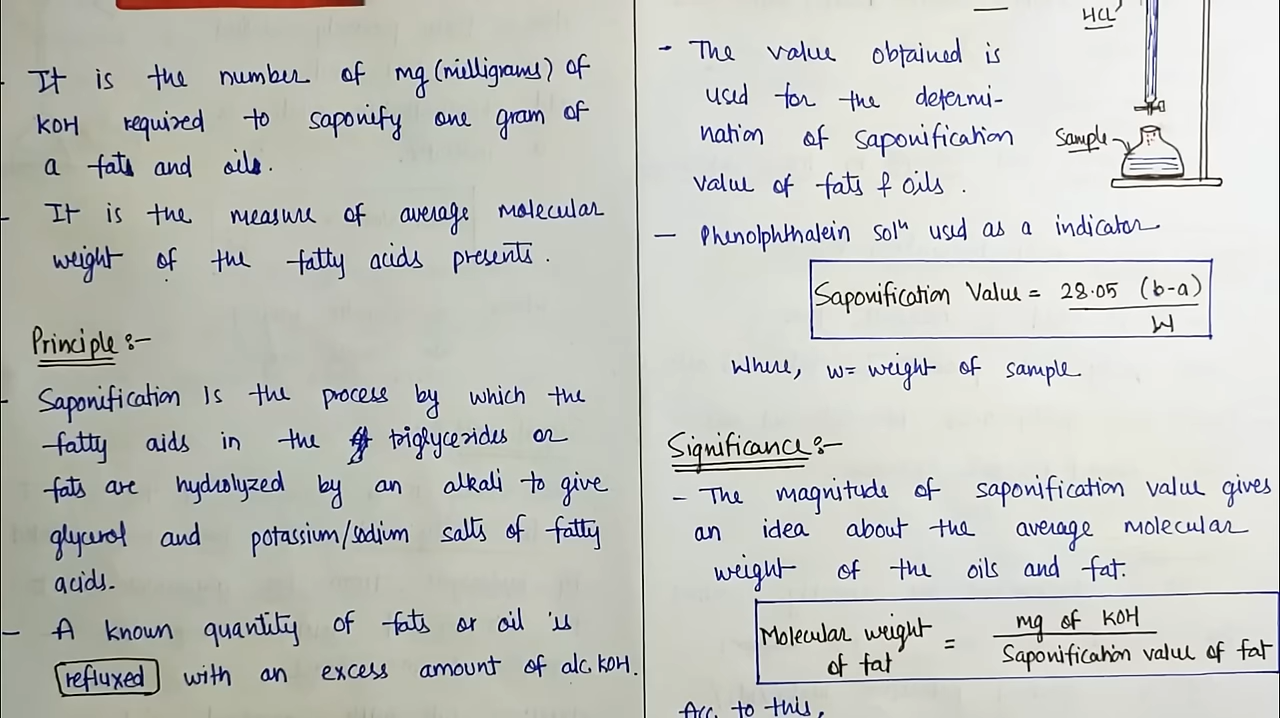 - It is the number of mg (milligrams) of
KOH required to saponify one gram of
a fats and oils.
- It is the measure of average molecular
weight of the fatty acids presents.
Principle :-
- Saponification Is the process by which the
fatty aids in the triglycerides or
fats are hydrolyzed by an alkali to give
glycerol and potassium/sodium salts of fatty
acids.
- A known quantity of fats or oil is
refluxed with an excess amount of alc. KOH.
HCl
- The value obtained is
used for the determi-
nation of saponification
value of fats & oils.
Sample
- Phenolphthalein solⁿ used as a indicator
Saponification Value = 28.05 (b-a)
W
Where, w = weight of sample
Significance :-
- The magnitude of saponification value gives
an idea about the average molecular
weight of the oils and fat.
Molecular weight of fat = mg of KOH
Saponification value of fat
Acc. to this,